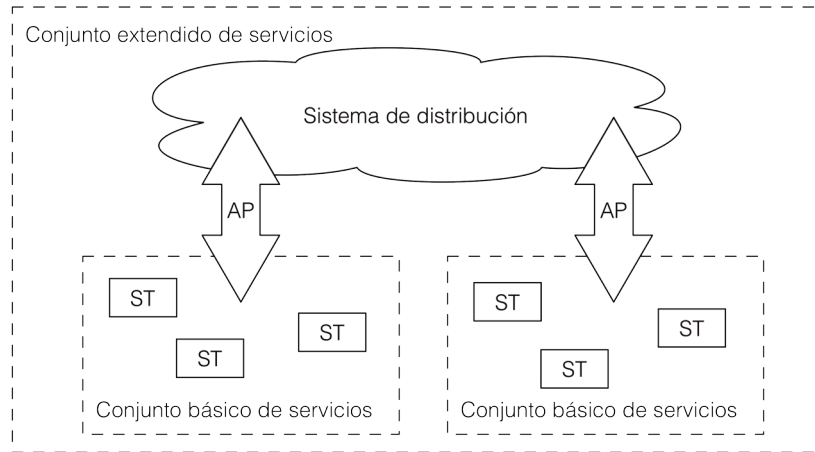 Conjunto extendido de servicios
Sistema de distribución
AP
AP
ST
ST
ST
Conjunto básico de servicios
ST
ST
ST
Conjunto básico de servicios